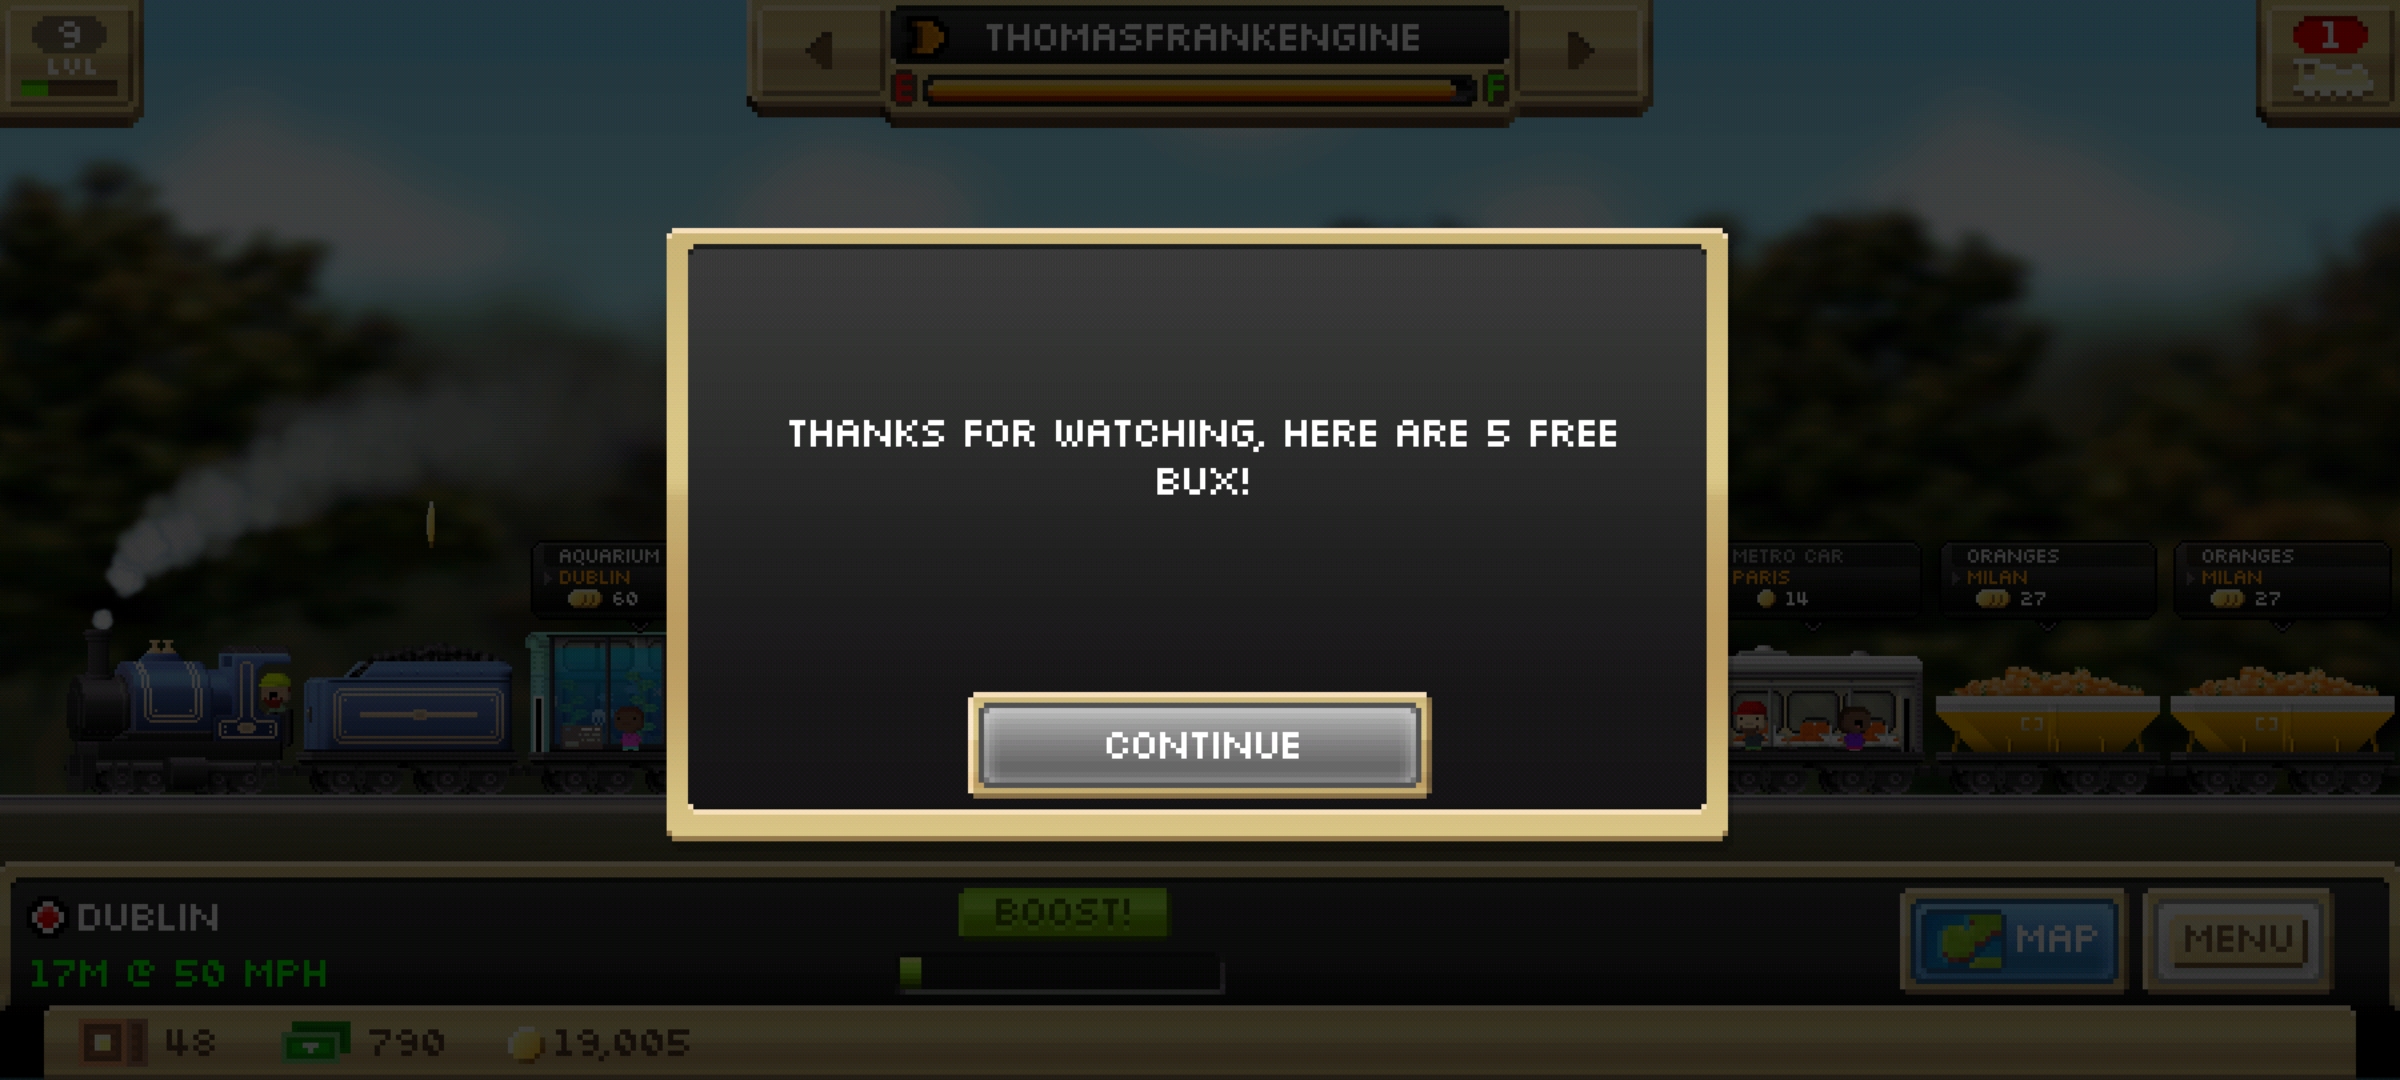 9
LVL
THOMASFRANKENGINE
E
F
1
THANKS FOR WATCHING, HERE ARE 5 FREE
BUX!
CONTINUE
AQUARIUM
DUBLIN
60
METRO CAR
PARIS
14
ORANGES
MILAN
27
ORANGES
MILAN
27
DUBLIN
17M @ 50 MPH
BOOST!
MAP
MENU
48
790
19,005